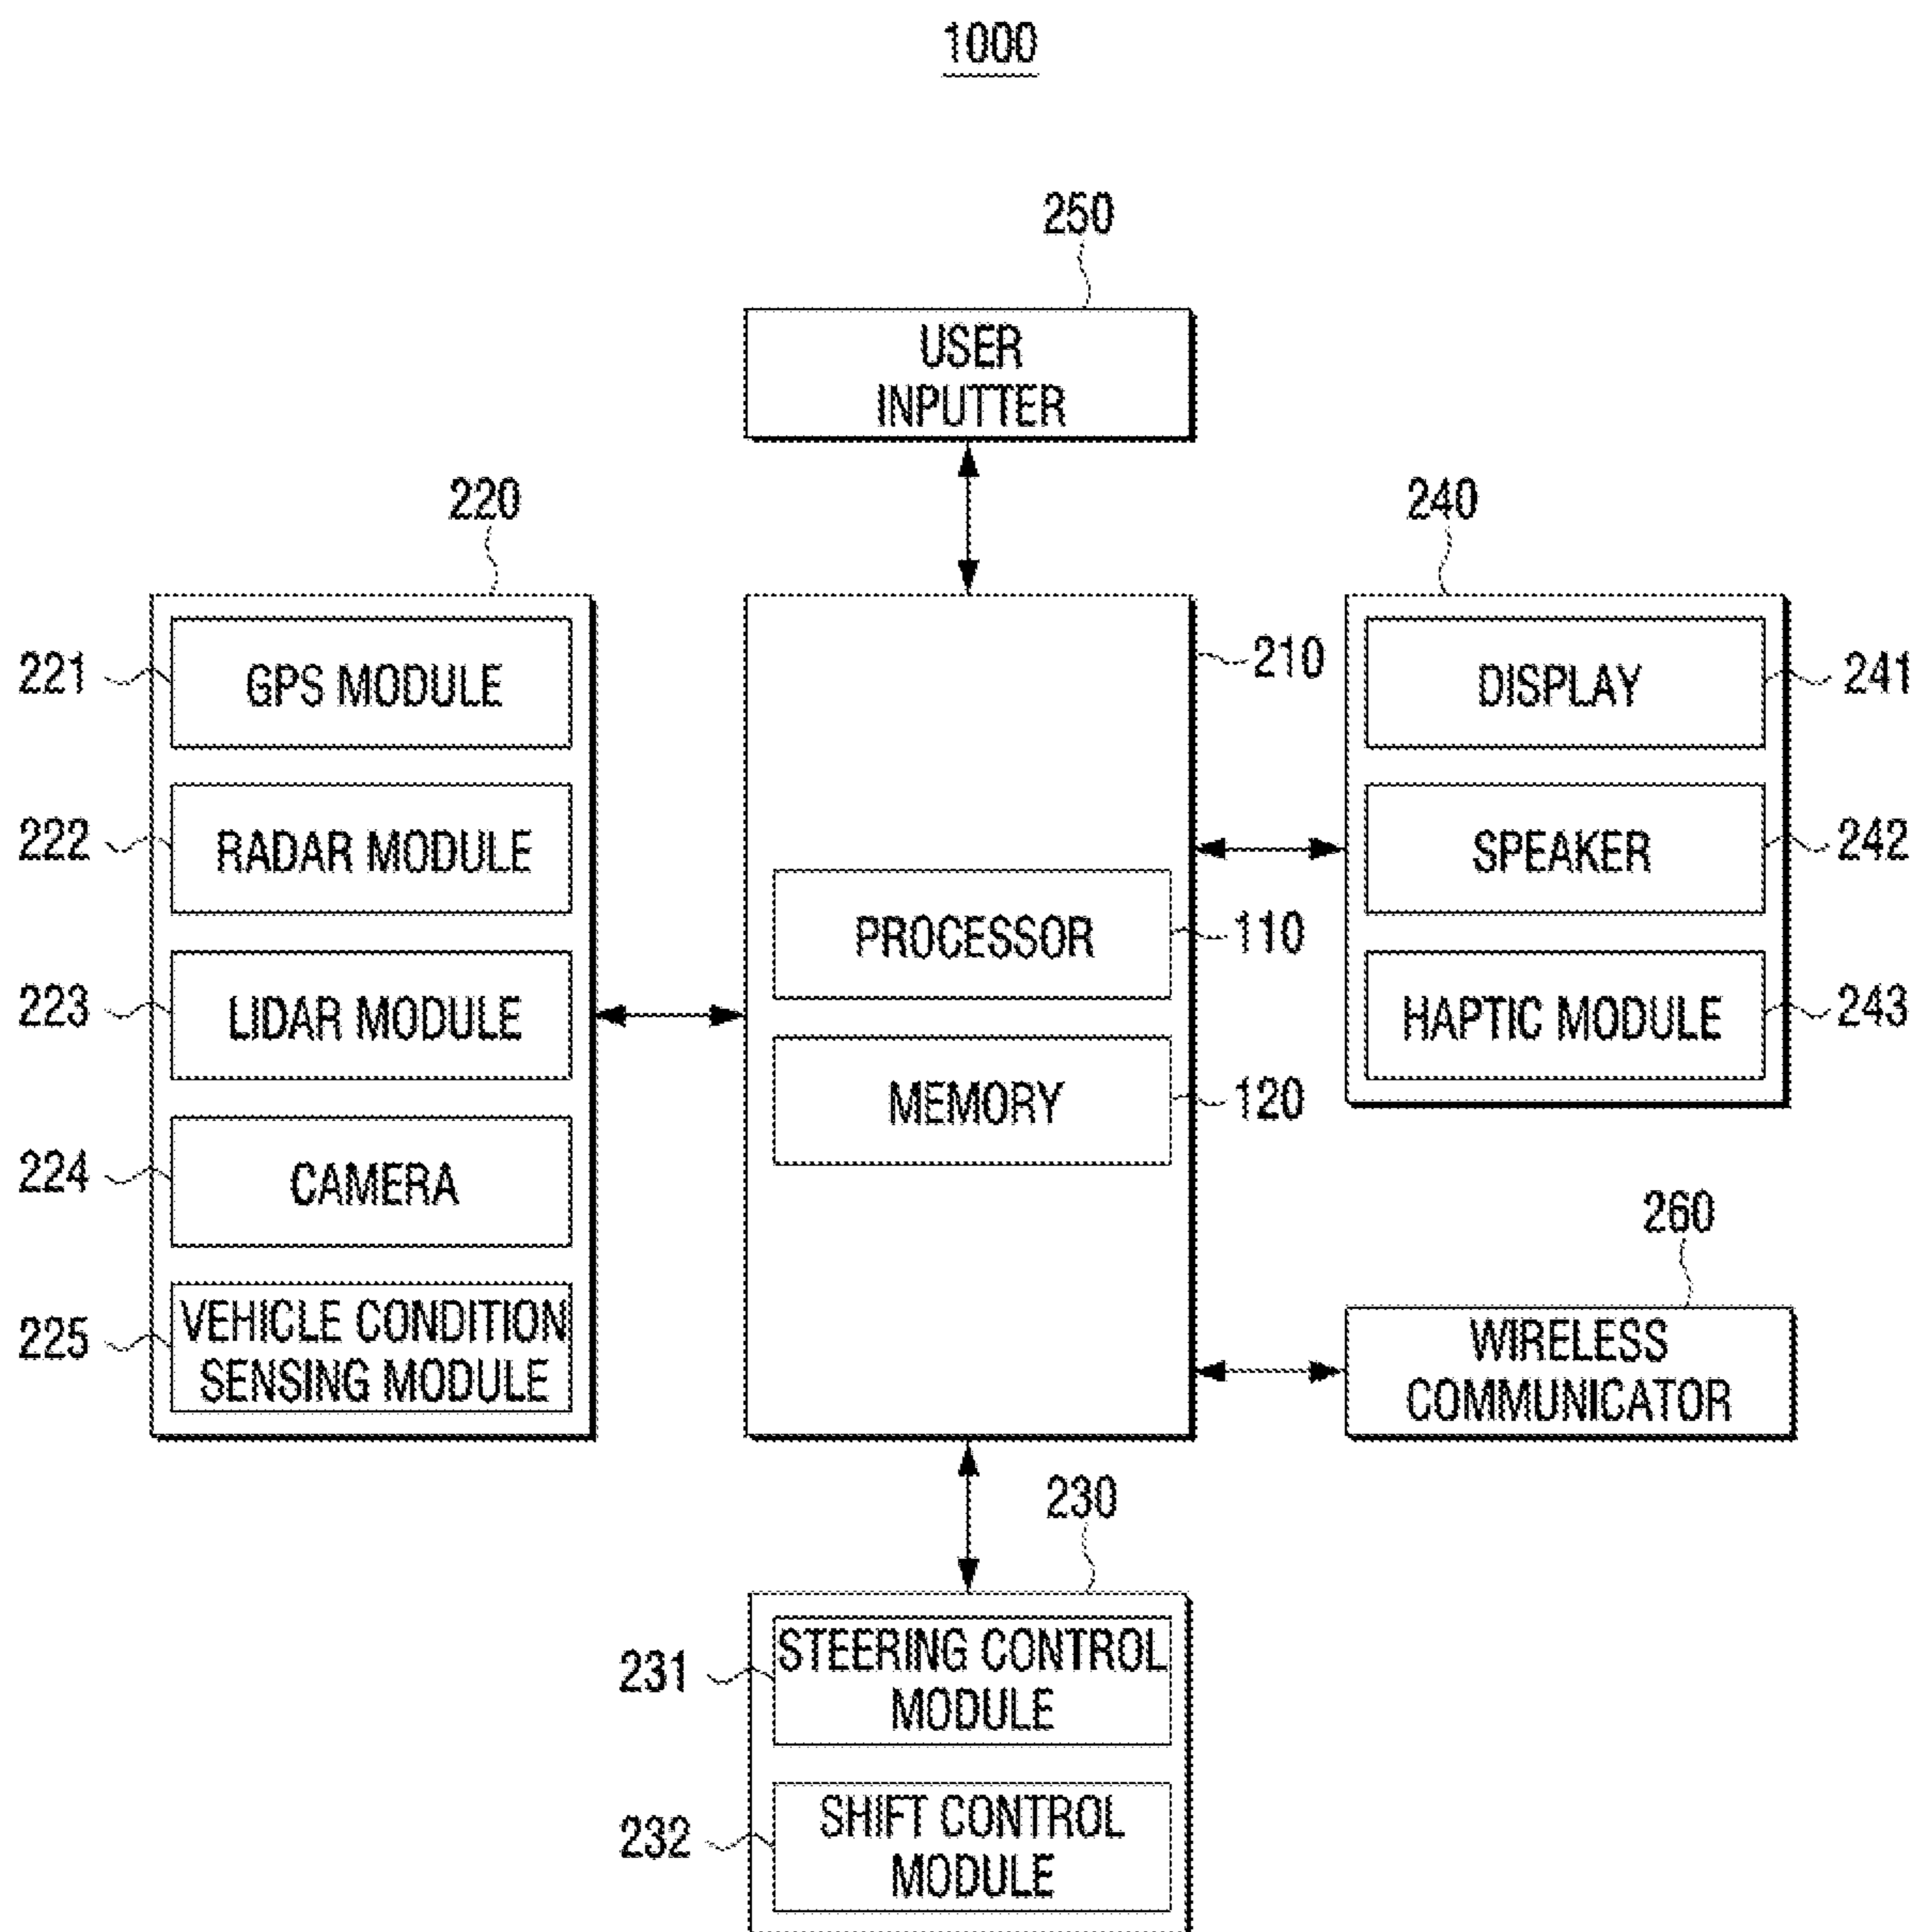 1000
250
USER
INPUTTER
220
221
GPS MODULE
222
RADAR MODULE
223
LIDAR MODULE
224
CAMERA
225
VEHICLE CONDITION
SENSING MODULE
210
PROCESSOR
110
MEMORY
120
240
DISPLAY
241
SPEAKER
242
HAPTIC MODULE
243
260
WIRELESS
COMMUNICATOR
230
231
STEERING CONTROL
MODULE
232
SHIFT CONTROL
MODULE